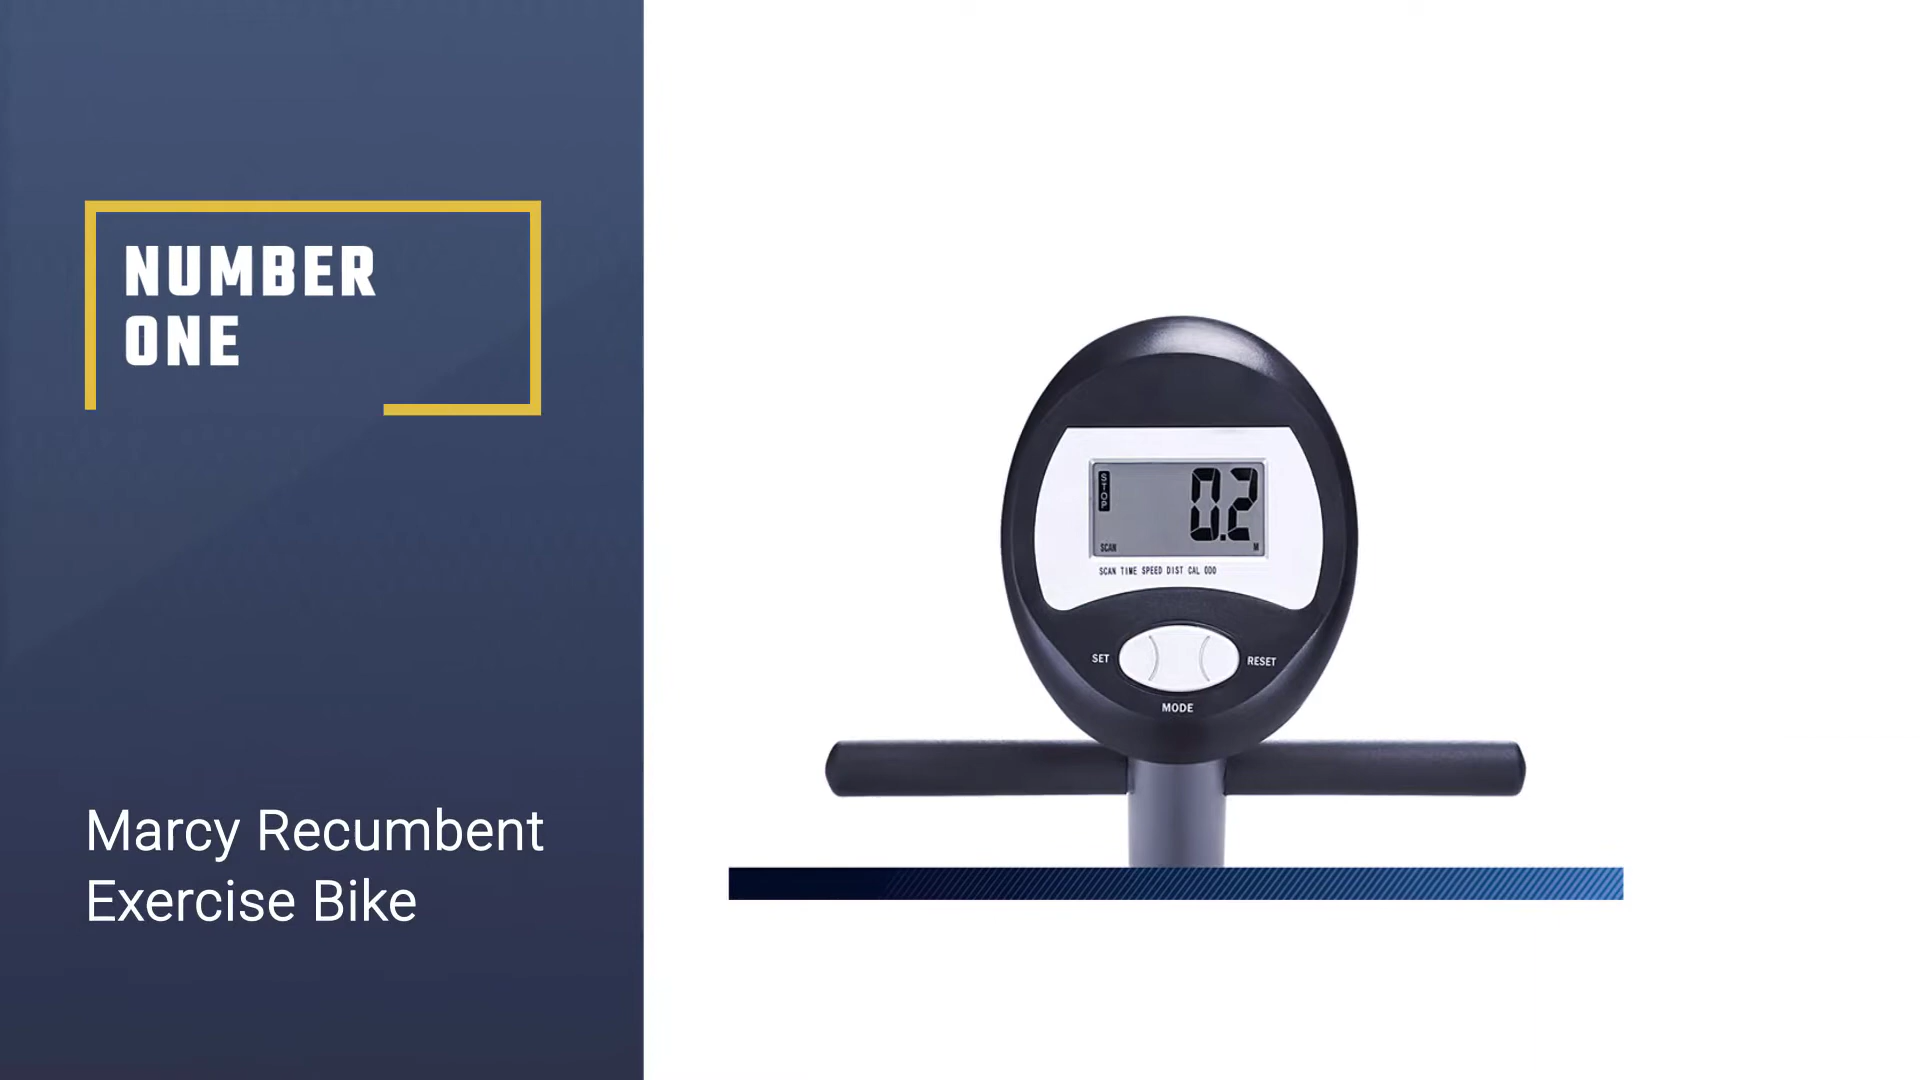 NUMBER
ONE
Marcy Recumbent
Exercise Bike
STOP
0.2
SCAN
M
SCAN TIME SPEED DIST CAL ODO
SET
RESET
MODE